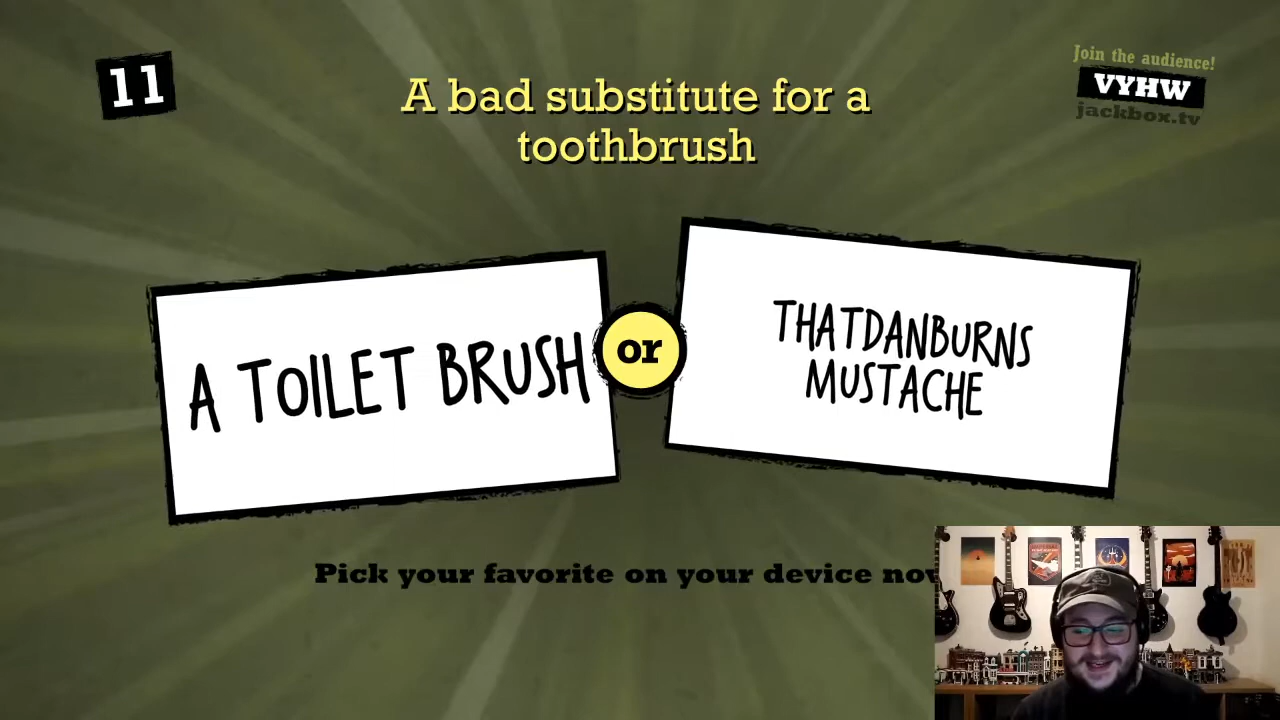 11
A bad substitute for a
toothbrush
Join the audience!
VYHW
jackbox.tv
A TOILET BRUSH
or
THATDANBURNS
MUSTACHE
Pick your favorite on your device now